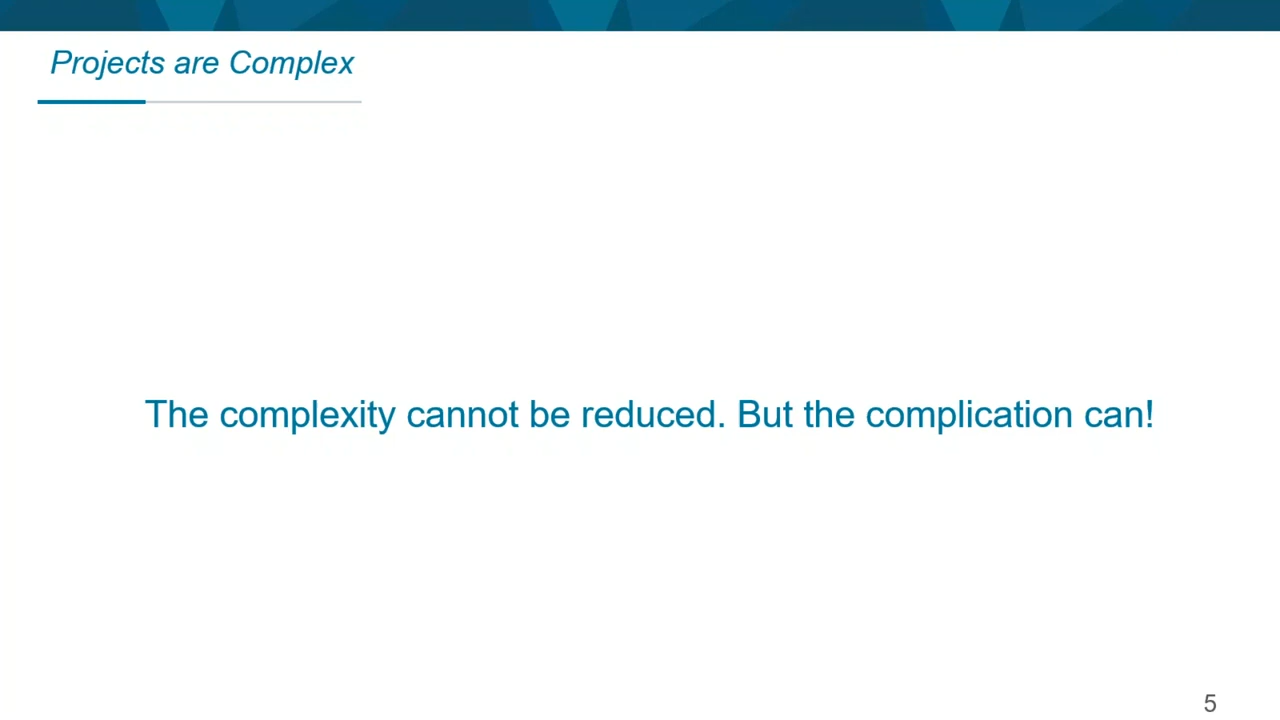 Projects are Complex
The complexity cannot be reduced. But the complication can!
5